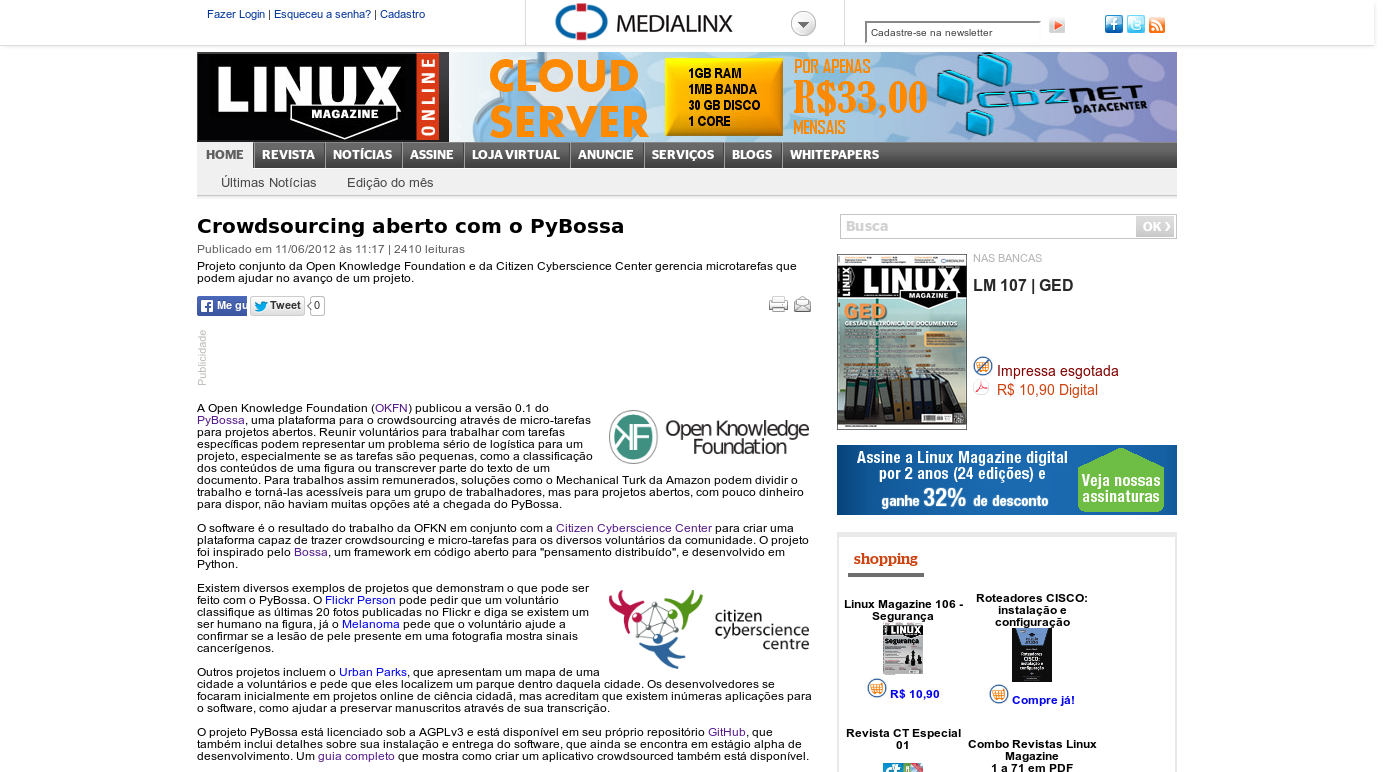 Fazer Login | Esqueceu a senha? | Cadastro
MEDIALINX
Cadastre-se na newsletter
LINUX
MAGAZINE
ONLINE
CLOUD
SERVER
1GB RAM
1MB BANDA
30 GB DISCO
1 CORE
POR APENAS
R$33,00
MENSAIS
CDZNET
DATACENTER
HOME REVISTA NOTÍCIAS ASSINE LOJA VIRTUAL ANUNCIE SERVIÇOS BLOGS WHITEPAPERS
Últimas Notícias Edição do mês
Crowdsourcing aberto com o PyBossa
Publicado em 11/06/2012 às 11:17 | 2410 leituras
Projeto conjunto da Open Knowledge Foundation e da Citizen Cyberscience Center gerencia microtarefas que
podem ajudar no avanço de um projeto.
Me gu
Tweet
0
Publicidade
A Open Knowledge Foundation (OKFN) publicou a versão 0.1 do
PyBossa, uma plataforma para o crowdsourcing através de micro-tarefas
para projetos abertos. Reunir voluntários para trabalhar com tarefas
específicas podem representar um problema sério de logística para um
projeto, especialmente se as tarefas são pequenas, como a classificação
dos conteúdos de uma figura ou transcrever parte do texto de um
documento. Para trabalhos assim remunerados, soluções como o Mechanical Turk da Amazon podem dividir o
trabalho e torná-las acessíveis para um grupo de trabalhadores, mas para projetos abertos, com pouco dinheiro
para dispor, não haviam muitas opções até a chegada do PyBossa.
Open Knowledge
Foundation
O software é o resultado do trabalho da OFKN em conjunto com a Citizen Cyberscience Center para criar uma
plataforma capaz de trazer crowdsourcing e micro-tarefas para os diversos voluntários da comunidade. O projeto
foi inspirado pelo Bossa, um framework em código aberto para "pensamento distribuído", e desenvolvido em
Python.
Existem diversos exemplos de projetos que demonstram o que pode ser
feito com o PyBossa. O Flickr Person pode pedir que um voluntário
classifique as últimas 20 fotos publicadas no Flickr e diga se existem um
ser humano na figura, já o Melanoma pede que o voluntário ajude a
confirmar se a lesão de pele presente em uma fotografia mostra sinais
cancerígenos.
citizen
cyberscience
centre
Outros projetos incluem o Urban Parks, que apresentam um mapa de uma
cidade a voluntários e pede que eles localizem um parque dentro daquela cidade. Os desenvolvedores se
focaram inicialmente em projetos online de ciência cidadã, mas acreditam que existem inúmeras aplicações para
o software, como ajudar a preservar manuscritos através de sua transcrição.
O projeto PyBossa está licenciado sob a AGPLv3 e está disponível em seu próprio repositório GitHub, que
também inclui detalhes sobre sua instalação e entrega do software, que ainda se encontra em estágio alpha de
desenvolvimento. Um guia completo que mostra como criar um aplicativo crowdsourced também está disponível.
Busca
OK
LINUX
MAGAZINE
GED
GESTÃO ELETRÔNICA DE DOCUMENTOS
NAS BANCAS
LM 107 | GED
Impressa esgotada
R$ 10,90 Digital
Assine a Linux Magazine digital
por 2 anos (24 edições) e
ganhe 32% de desconto
Veja nossas
assinaturas
shopping
Linux Magazine 106 -
Segurança
LINUX
Segurança
R$ 10,90
Roteadores CISCO:
instalação e
configuração
Compre já!
Revista CT Especial
01
Combo Revistas Linux
Magazine
1 a 71 em PDF